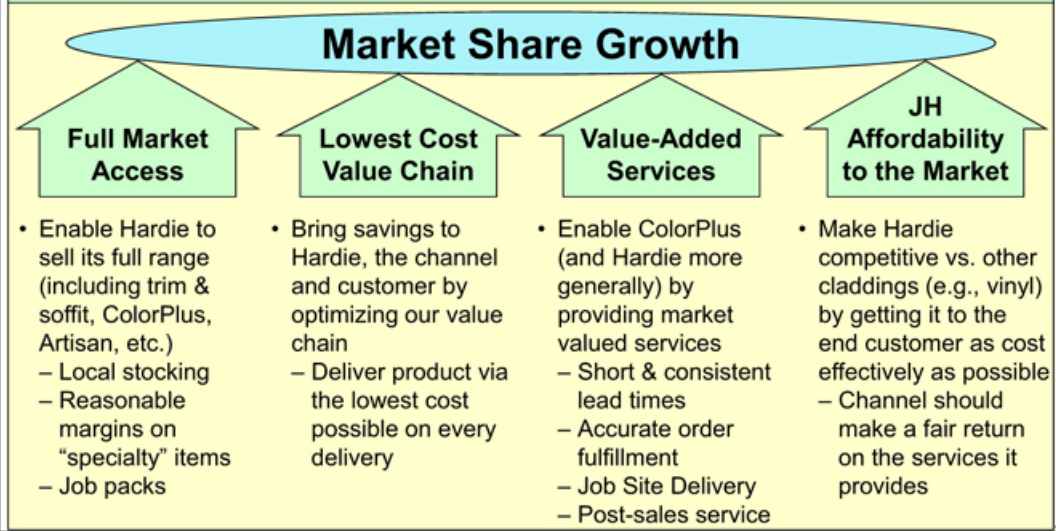 Market Share Growth
Full Market
Access
• Enable Hardie to
sell its full range
(including trim &
soffit, ColorPlus,
Artisan, etc.)
– Local stocking
– Reasonable
margins on
“specialty” items
– Job packs
Lowest Cost
Value Chain
• Bring savings to
Hardie, the channel
and customer by
optimizing our value
chain
– Deliver product via
the lowest cost
possible on every
delivery
Value-Added
Services
• Enable ColorPlus
(and Hardie more
generally) by
providing market
valued services
– Short & consistent
lead times
– Accurate order
fulfillment
– Job Site Delivery
– Post-sales service
JH
Affordability
to the Market
• Make Hardie
competitive vs. other
claddings (e.g., vinyl)
by getting it to the
end customer as cost
effectively as possible
– Channel should
make a fair return
on the services it
provides